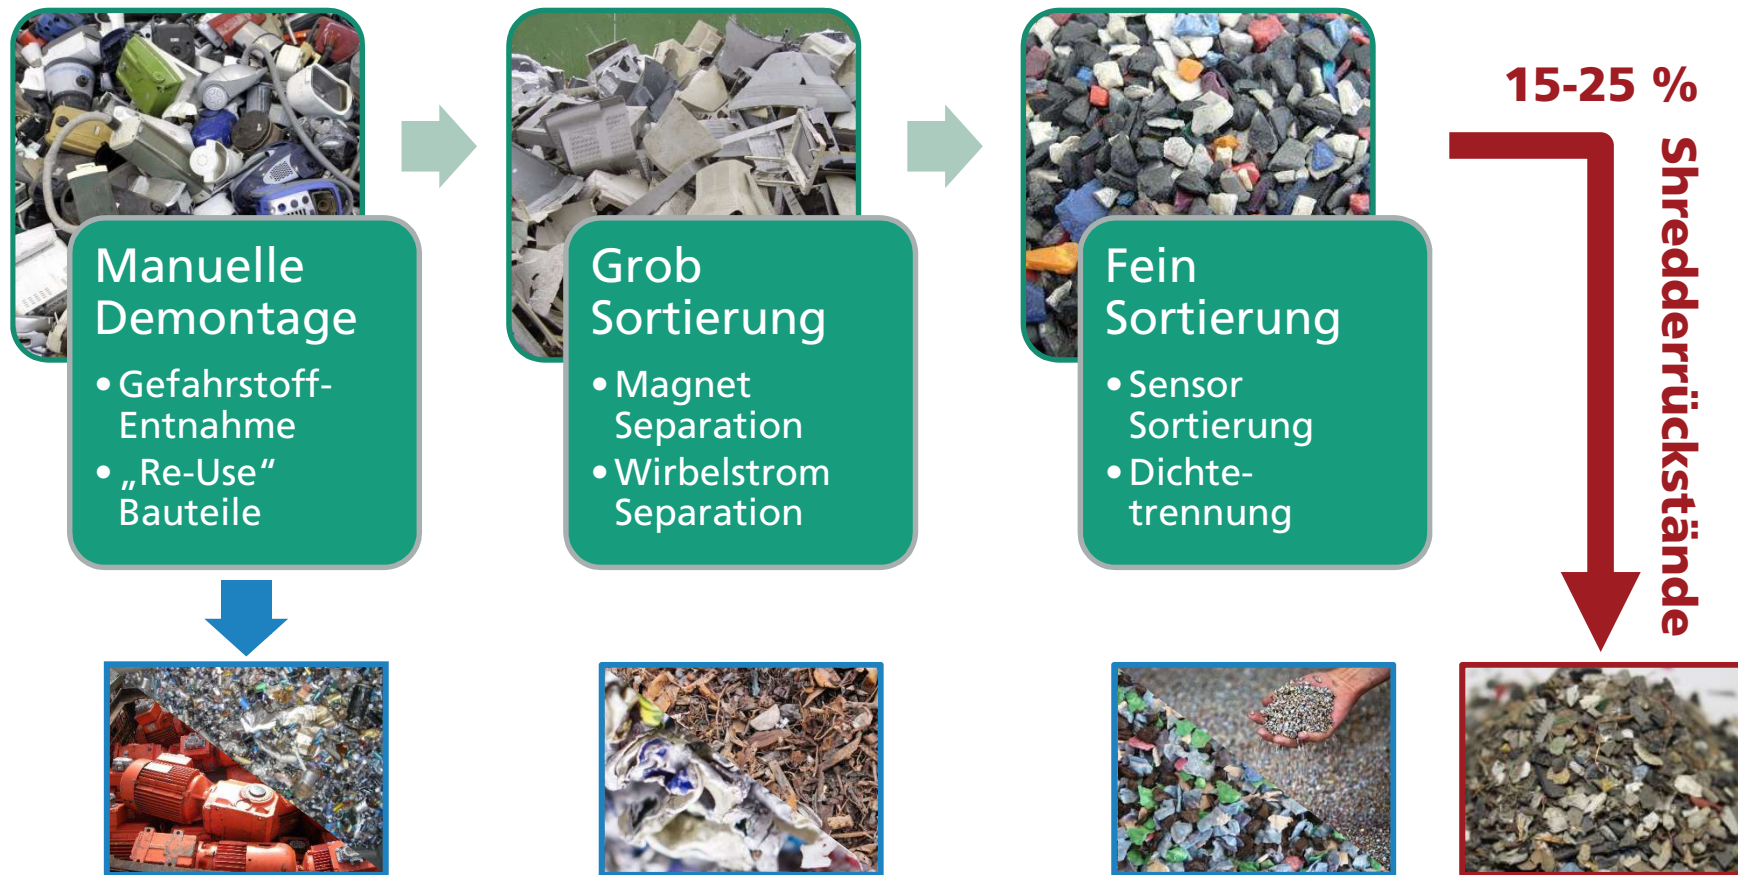 Manuelle
Demontage
• Gefahrstoff-
Entnahme
• „Re-Use“
Bauteile
Grob
Sortierung
• Magnet
Separation
• Wirbelstrom
Separation
Fein
Sortierung
• Sensor
Sortierung
• Dichte-
trennung
15-25 %
Shredderrückstände